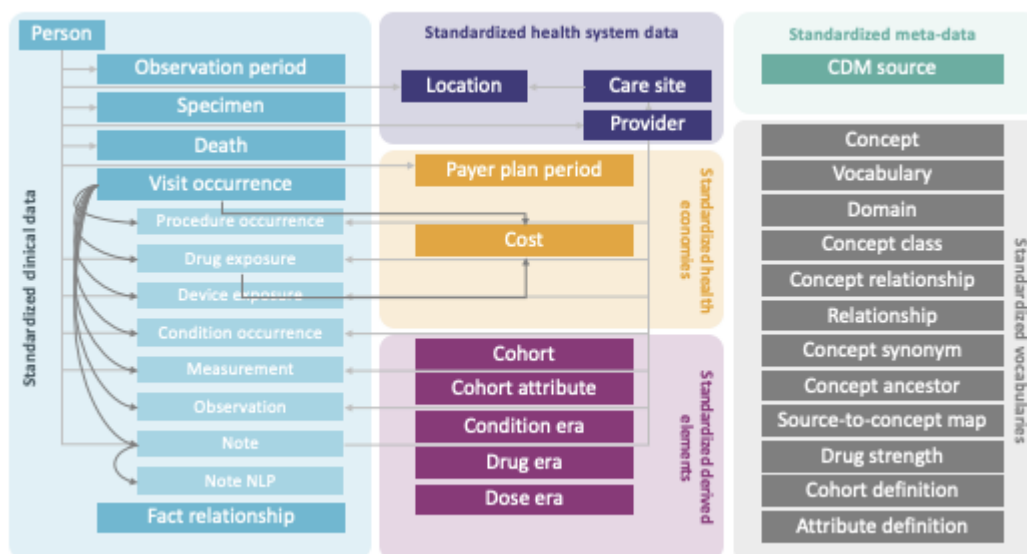 Person
Observation period
Specimen
Death
Visit occurrence
Procedure occurrence
Drug exposure
Device exposure
Condition occurrence
Measurement
Observation
Note
Note NLP
Fact relationship
Standardized clinical data
Standardized health system data
Location
Care site
Provider
Payer plan period
Cost
Standardized health
economies
Cohort
Cohort attribute
Condition era
Drug era
Dose era
Standardized derived
elements
Standardized meta-data
CDM source
Concept
Vocabulary
Domain
Concept class
Concept relationship
Relationship
Concept synonym
Concept ancestor
Source-to-concept map
Drug strength
Cohort definition
Attribute definition
Standardized vocabularies